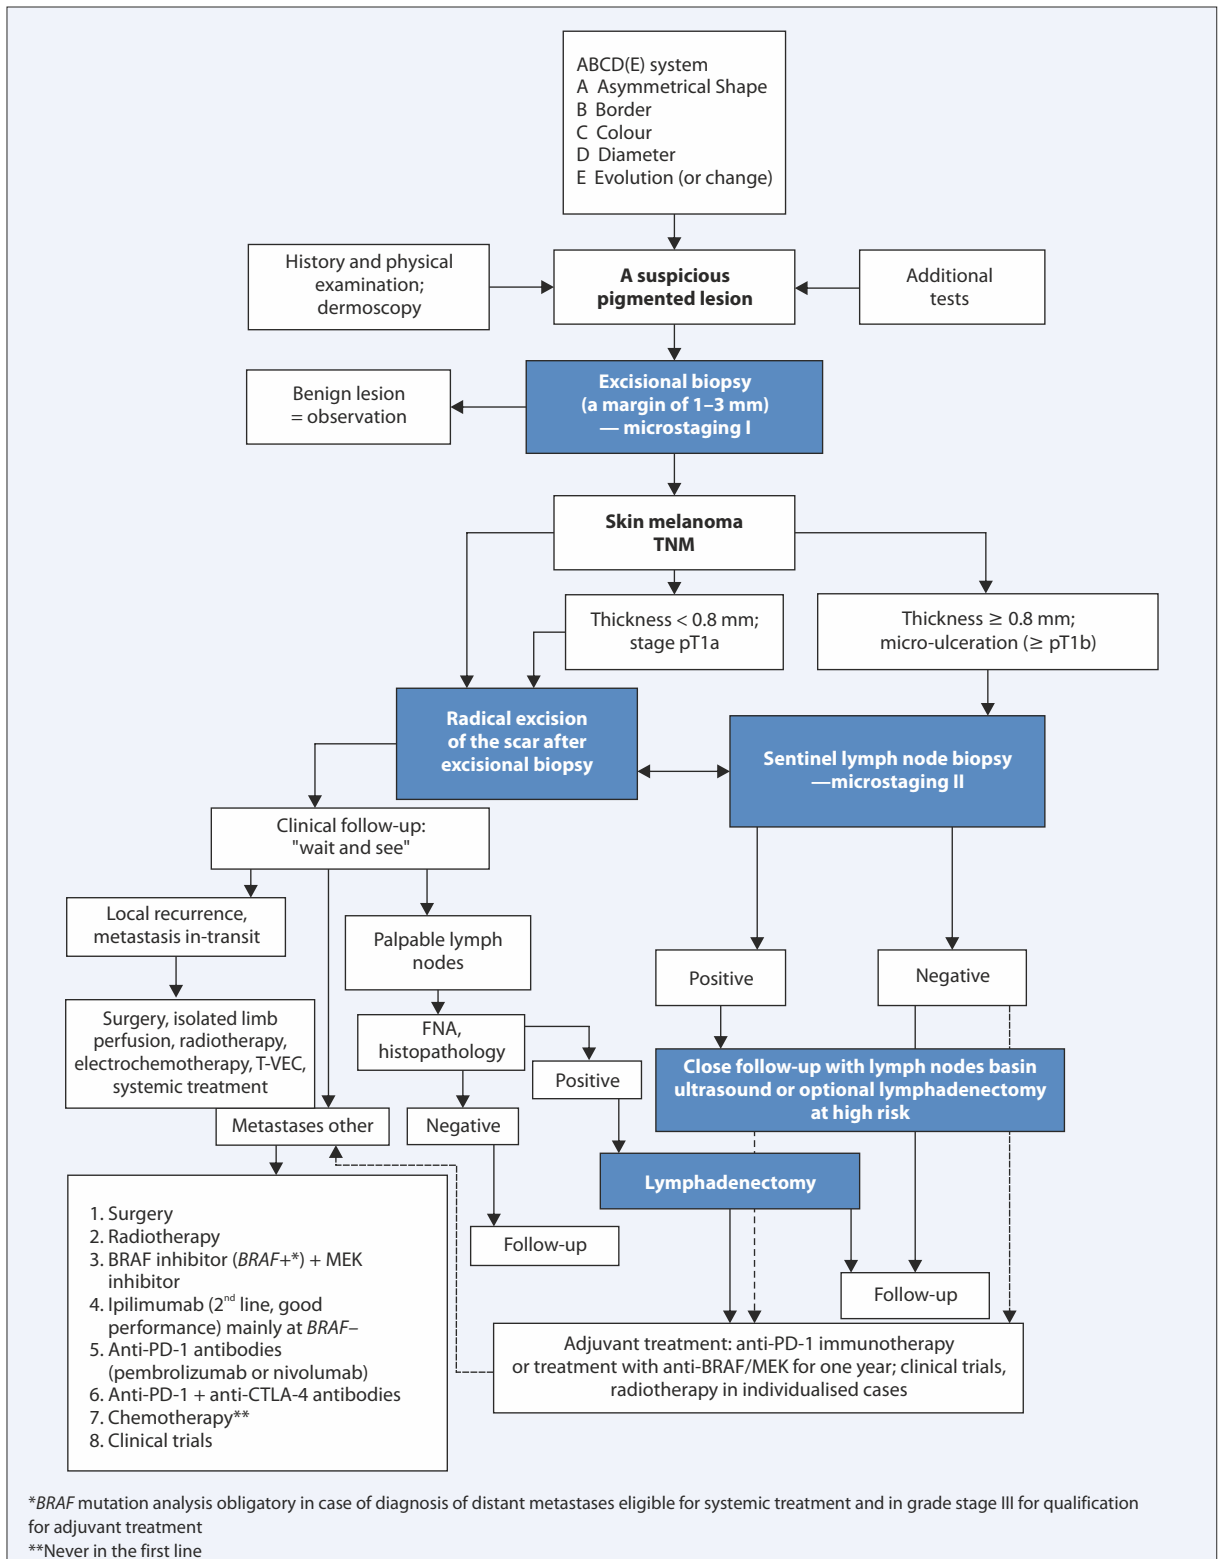 ABCD(E) system
A Asymmetrical Shape
B Border
C Colour
D Diameter
E Evolution (or change)
History and physical
examination;
dermoscopy
A suspicious
pigmented lesion
Additional
tests
Excisional biopsy
(a margin of 1–3 mm)
— microstaging I
Benign lesion
= observation
Skin melanoma
TNM
Thickness < 0.8 mm;
stage pT1a
Thickness ≥ 0.8 mm;
micro-ulceration (≥ pT1b)
Radical excision
of the scar after
excisional biopsy
Sentinel lymph node biopsy
—microstaging II
Clinical follow-up:
"wait and see"
Local recurrence,
metastasis in-transit
Palpable lymph
nodes
Positive
Negative
Surgery, isolated limb
perfusion, radiotherapy,
electrochemotherapy, T-VEC,
systemic treatment
FNA,
histopathology
Positive
Close follow-up with lymph nodes basin
ultrasound or optional lymphadenectomy
at high risk
Metastases other
Negative
Lymphadenectomy
1. Surgery
2. Radiotherapy
3. BRAF inhibitor (BRAF+*) + MEK
inhibitor
4. Ipilimumab (2nd line, good
performance) mainly at BRAF–
5. Anti-PD-1 antibodies
(pembrolizumab or nivolumab)
6. Anti-PD-1 + anti-CTLA-4 antibodies
7. Chemotherapy**
8. Clinical trials
Follow-up
Follow-up
Adjuvant treatment: anti-PD-1 immunotherapy
or treatment with anti-BRAF/MEK for one year; clinical trials,
radiotherapy in individualised cases
*BRAF mutation analysis obligatory in case of diagnosis of distant metastases eligible for systemic treatment and in grade stage III for qualification
for adjuvant treatment
**Never in the first line